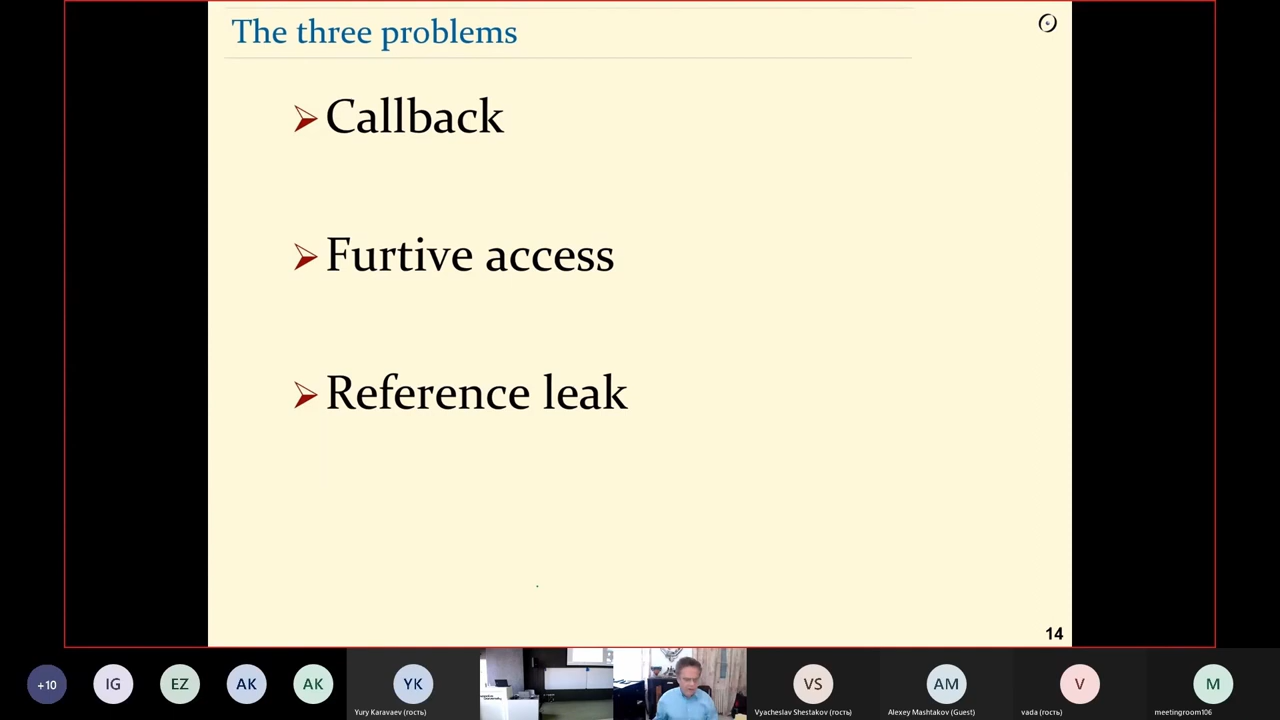 The three problems
Callback
Furtive access
Reference leak
14
+10
IG
EZ
AK
AK
YK
Yury Karavaev (гость)
VS
Vyacheslav Shestakov (гость)
AM
Alexey Mashtakov (Guest)
V
vada (гость)
M
meetingroom106